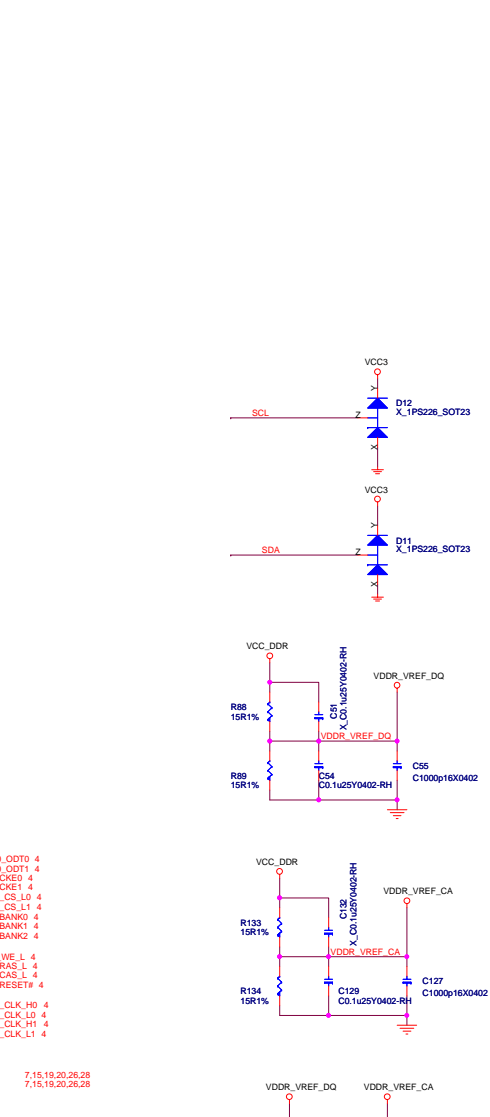 VCC3
Y
D12
X_1PS226_SOT23
SCL
Z
X
VCC3
Y
D11
X_1PS226_SOT23
SDA
Z
X
VCC_DDR
C51
X_C0.1u25Y0402-RH
VDDR_VREF_DQ
R88
15R1%
VDDR_VREF_DQ
R89
15R1%
C54
C0.1u25Y0402-RH
C55
C1000p16X0402
_ODT0 4
_ODT1 4
CKE0 4
CKE1 4
_CS_L0 4
_CS_L1 4
BANK0 4
BANK1 4
BANK2 4
_WE_L 4
RAS_L 4
CAS_L 4
RESET# 4
_CLK_H0 4
_CLK_L0 4
_CLK_H1 4
_CLK_L1 4
VCC_DDR
C132
X_C0.1u25Y0402-RH
VDDR_VREF_CA
R133
15R1%
VDDR_VREF_CA
R134
15R1%
C129
C0.1u25Y0402-RH
C127
C1000p16X0402
7,15,19,20,26,28
7,15,19,20,26,28
VDDR_VREF_DQ
VDDR_VREF_CA